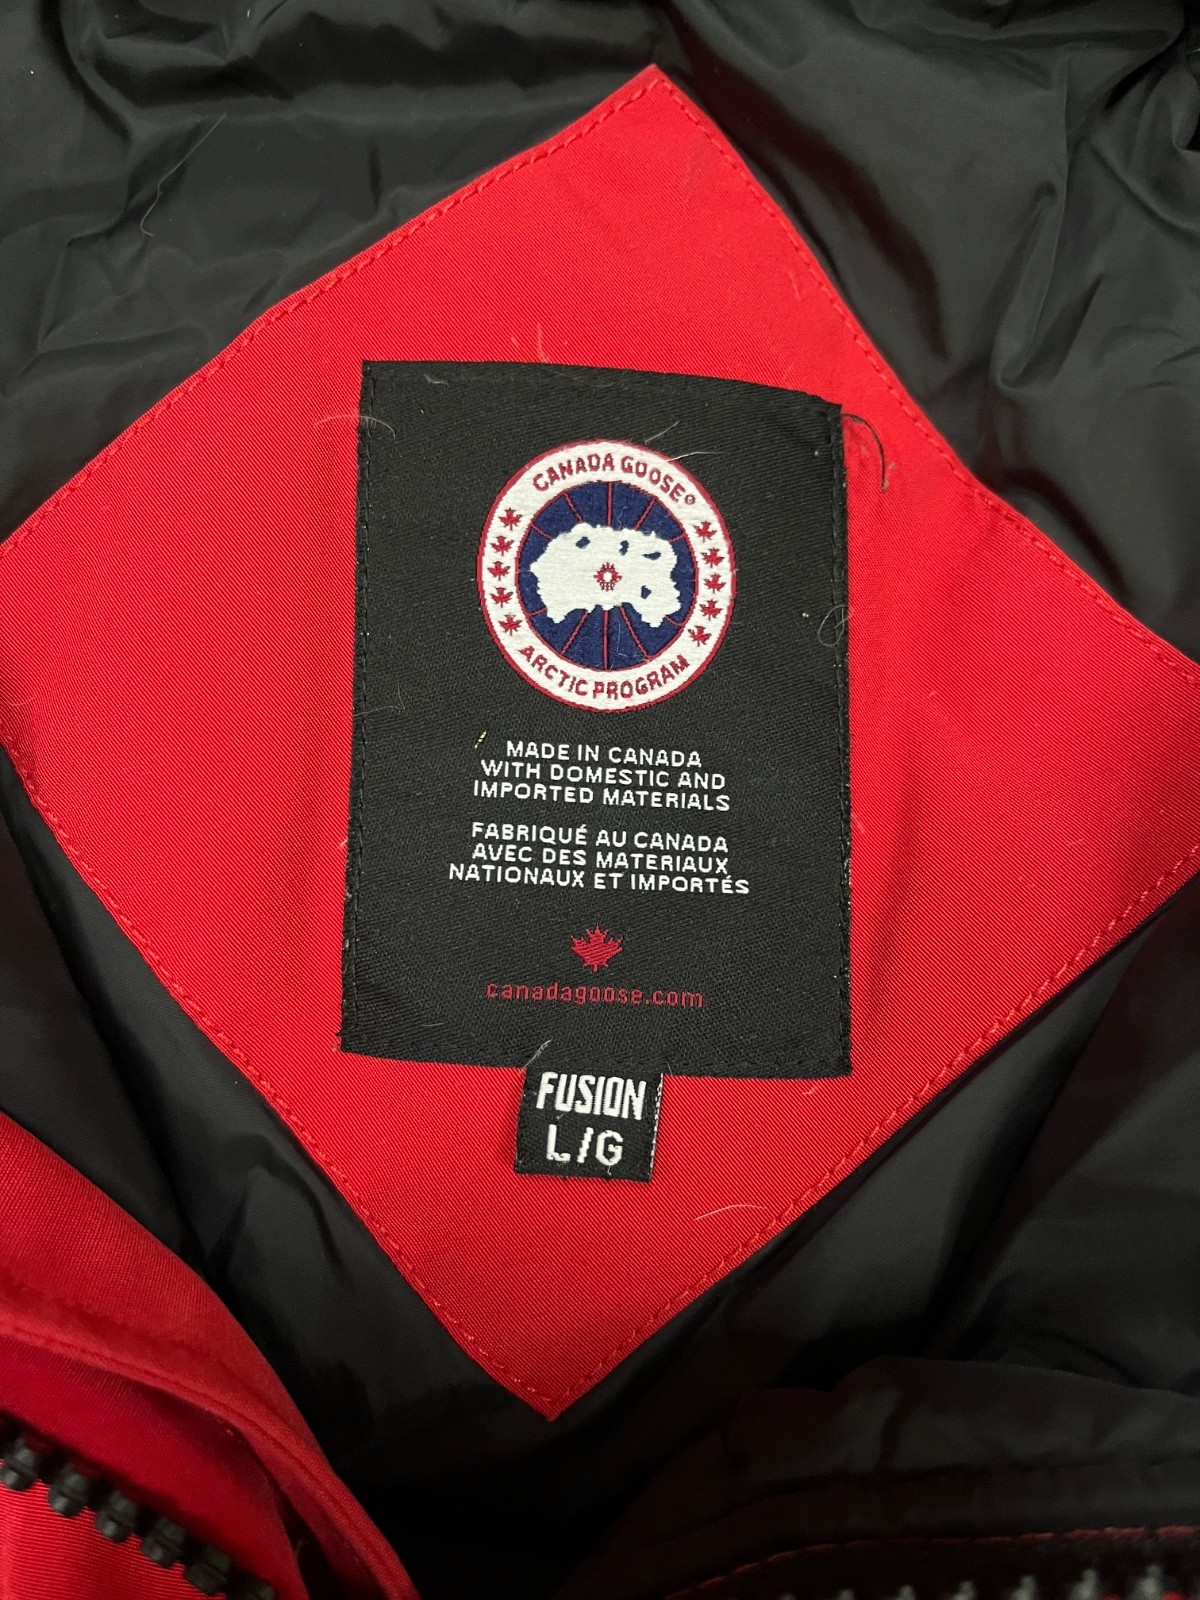 CANADA GOOSE®
ARCTIC PROGRAM
MADE IN CANADA
WITH DOMESTIC AND
IMPORTED MATERIALS
FABRIQUÉ AU CANADA
AVEC DES MATERIAUX
NATIONAUX ET IMPORTÉS
canadagoose.com
FUSION
L/G